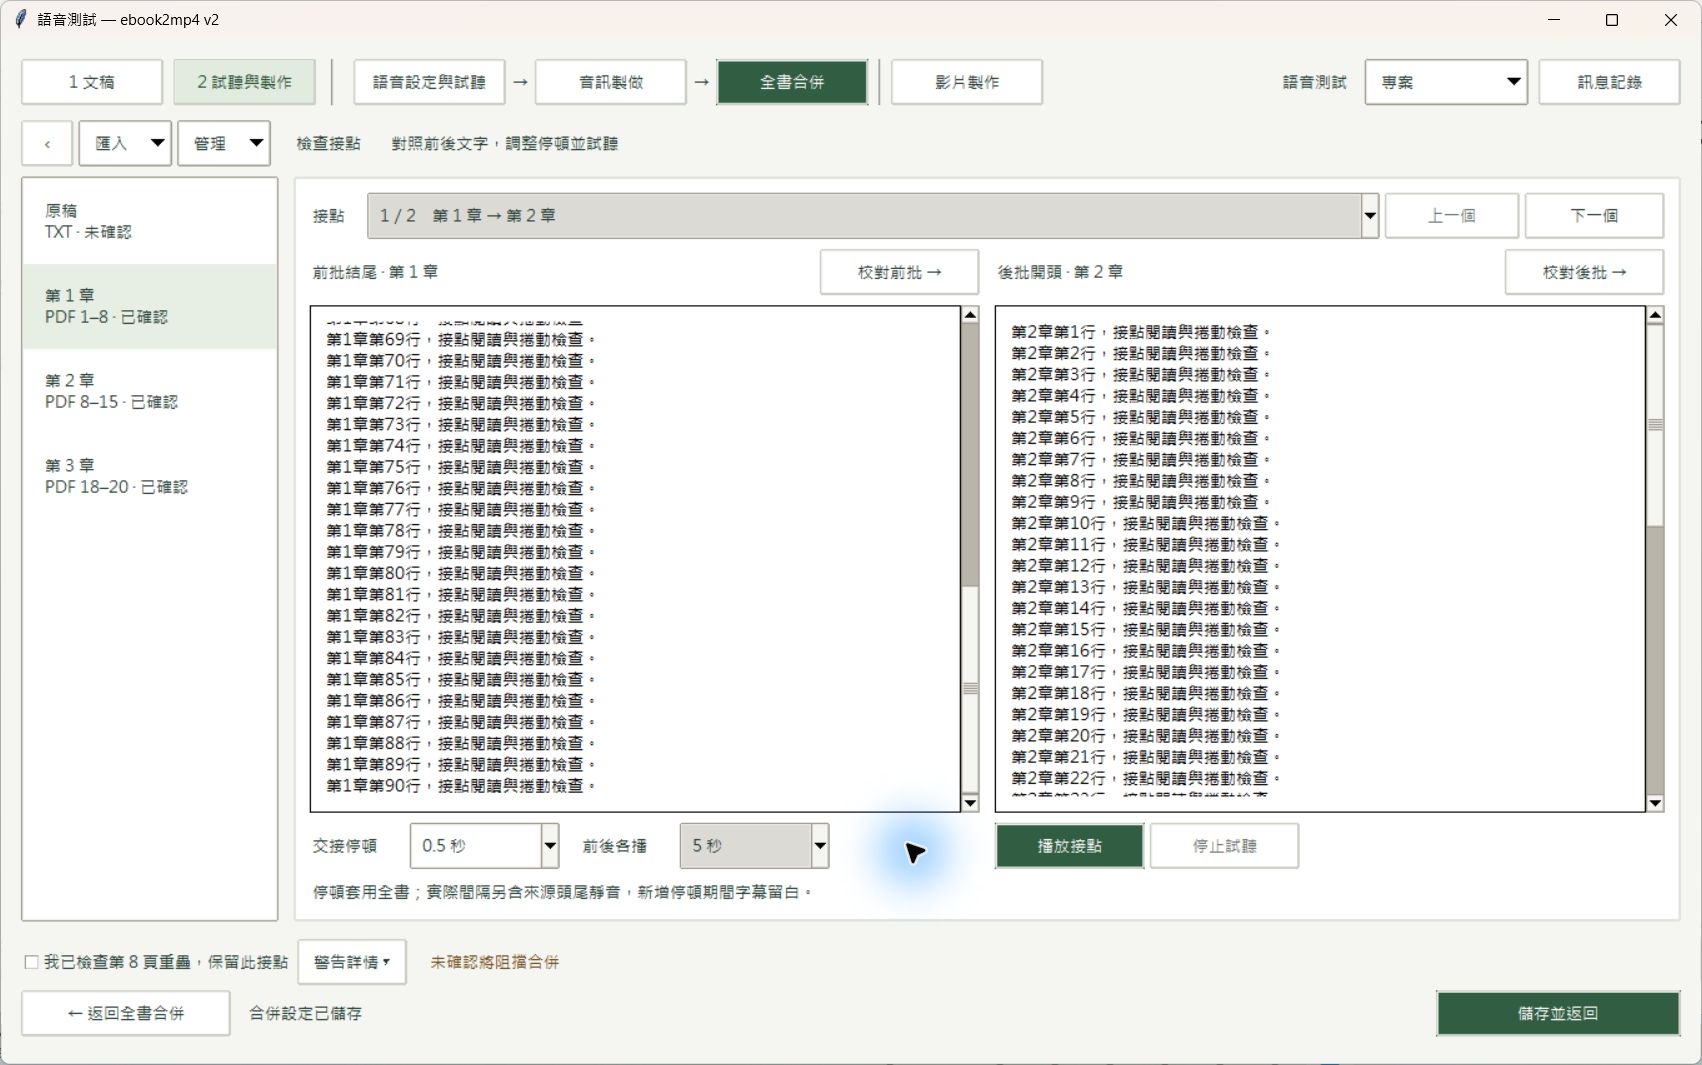 語音測試 — ebook2mp4 v2
1 文稿
2 試聽與製作
語音設定與試聽
→
音訊製做
→
全書合併
影片製作
語音測試
專案
訊息記錄
‹
匯入
管理
檢查接點
對照前後文字，調整停頓並試聽
原稿
TXT · 未確認
第 1 章
PDF 1–8 · 已確認
第 2 章
PDF 8–15 · 已確認
第 3 章
PDF 18–20 · 已確認
接點
1 / 2 第 1 章 → 第 2 章
上一個
下一個
前批結尾 · 第 1 章
校對前批 →
第1章第69行，接點閱讀與捲動檢查。
第1章第70行，接點閱讀與捲動檢查。
第1章第71行，接點閱讀與捲動檢查。
第1章第72行，接點閱讀與捲動檢查。
第1章第73行，接點閱讀與捲動檢查。
第1章第74行，接點閱讀與捲動檢查。
第1章第75行，接點閱讀與捲動檢查。
第1章第76行，接點閱讀與捲動檢查。
第1章第77行，接點閱讀與捲動檢查。
第1章第78行，接點閱讀與捲動檢查。
第1章第79行，接點閱讀與捲動檢查。
第1章第80行，接點閱讀與捲動檢查。
第1章第81行，接點閱讀與捲動檢查。
第1章第82行，接點閱讀與捲動檢查。
第1章第83行，接點閱讀與捲動檢查。
第1章第84行，接點閱讀與捲動檢查。
第1章第85行，接點閱讀與捲動檢查。
第1章第86行，接點閱讀與捲動檢查。
第1章第87行，接點閱讀與捲動檢查。
第1章第88行，接點閱讀與捲動檢查。
第1章第89行，接點閱讀與捲動檢查。
第1章第90行，接點閱讀與捲動檢查。
後批開頭 · 第 2 章
校對後批 →
第2章第1行，接點閱讀與捲動檢查。
第2章第2行，接點閱讀與捲動檢查。
第2章第3行，接點閱讀與捲動檢查。
第2章第4行，接點閱讀與捲動檢查。
第2章第5行，接點閱讀與捲動檢查。
第2章第6行，接點閱讀與捲動檢查。
第2章第7行，接點閱讀與捲動檢查。
第2章第8行，接點閱讀與捲動檢查。
第2章第9行，接點閱讀與捲動檢查。
第2章第10行，接點閱讀與捲動檢查。
第2章第11行，接點閱讀與捲動檢查。
第2章第12行，接點閱讀與捲動檢查。
第2章第13行，接點閱讀與捲動檢查。
第2章第14行，接點閱讀與捲動檢查。
第2章第15行，接點閱讀與捲動檢查。
第2章第16行，接點閱讀與捲動檢查。
第2章第17行，接點閱讀與捲動檢查。
第2章第18行，接點閱讀與捲動檢查。
第2章第19行，接點閱讀與捲動檢查。
第2章第20行，接點閱讀與捲動檢查。
第2章第21行，接點閱讀與捲動檢查。
第2章第22行，接點閱讀與捲動檢查。
交接停頓
0.5 秒
前後各播
5 秒
播放接點
停止試聽
停頓套用全書；實際間隔另含來源頭尾靜音，新增停頓期間字幕留白。
我已檢查第 8 頁重疊，保留此接點
警告詳情 ▾
未確認將阻擋合併
← 返回全書合併
合併設定已儲存
儲存並返回